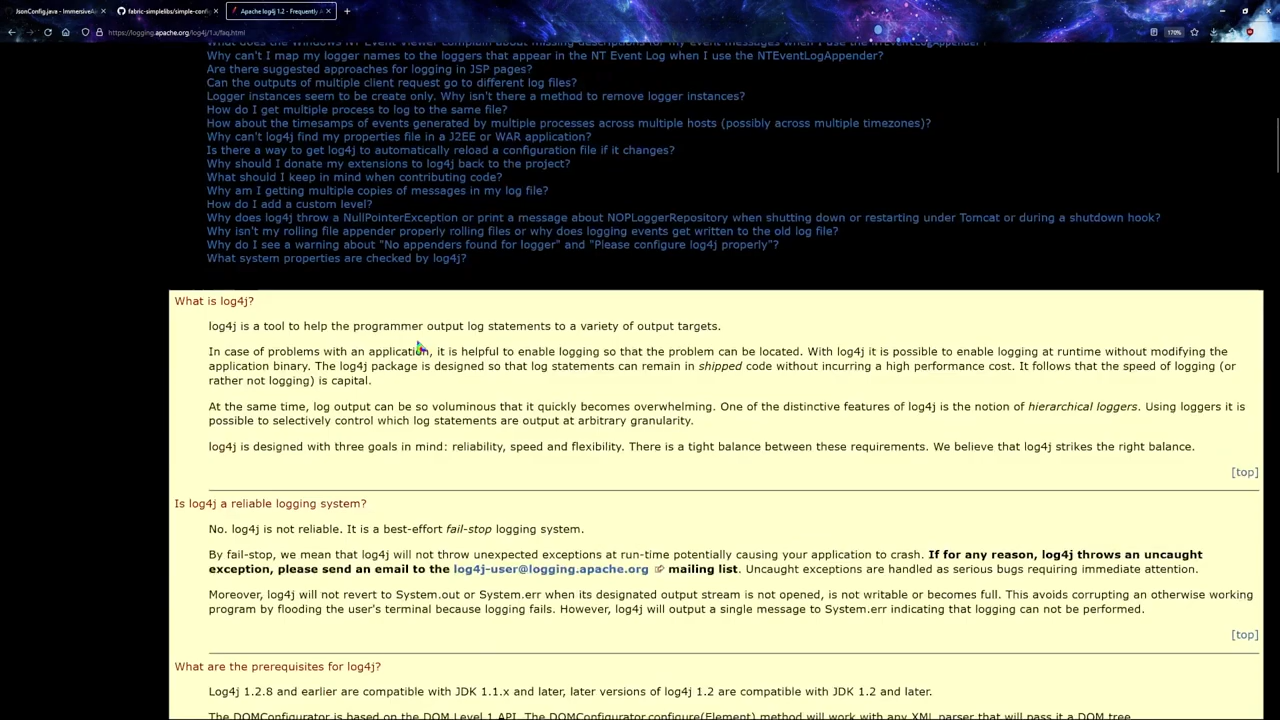 JsonConfig.java - ImmersiveA
fabric-simplelibs/simple-conf
Apache log4j 1.2 - Frequently A
https://logging.apache.org/log4j/1.x/faq.html
170%
What does the Windows NT Event Viewer complain about missing descriptions for my event messages when I use the NTEventLogAppender?
Why can't I map my logger names to the loggers that appear in the NT Event Log when I use the NTEventLogAppender?
Are there suggested approaches for logging in JSP pages?
Can the outputs of multiple client request go to different log files?
Logger instances seem to be create only. Why isn't there a method to remove logger instances?
How do I get multiple process to log to the same file?
How about the timesamps of events generated by multiple processes across multiple hosts (possibly across multiple timezones)?
Why can't log4j find my properties file in a J2EE or WAR application?
Is there a way to get log4j to automatically reload a configuration file if it changes?
Why should I donate my extensions to log4j back to the project?
What should I keep in mind when contributing code?
Why am I getting multiple copies of messages in my log file?
How do I add a custom level?
Why does log4j throw a NullPointerException or print a message about NOPLoggerRepository when shutting down or restarting under Tomcat or during a shutdown hook?
Why isn't my rolling file appender properly rolling files or why does logging events get written to the old log file?
Why do I see a warning about "No appenders found for logger" and "Please configure log4j properly"?
What system properties are checked by log4j?
What is log4j?
log4j is a tool to help the programmer output log statements to a variety of output targets.
In case of problems with an application, it is helpful to enable logging so that the problem can be located. With log4j it is possible to enable logging at runtime without modifying the
application binary. The log4j package is designed so that log statements can remain in shipped code without incurring a high performance cost. It follows that the speed of logging (or
rather not logging) is capital.
At the same time, log output can be so voluminous that it quickly becomes overwhelming. One of the distinctive features of log4j is the notion of hierarchical loggers. Using loggers it is
possible to selectively control which log statements are output at arbitrary granularity.
log4j is designed with three goals in mind: reliability, speed and flexibility. There is a tight balance between these requirements. We believe that log4j strikes the right balance.
[top]
Is log4j a reliable logging system?
No. log4j is not reliable. It is a best-effort fail-stop logging system.
By fail-stop, we mean that log4j will not throw unexpected exceptions at run-time potentially causing your application to crash. If for any reason, log4j throws an uncaught
exception, please send an email to the log4j-user@logging.apache.org mailing list. Uncaught exceptions are handled as serious bugs requiring immediate attention.
Moreover, log4j will not revert to System.out or System.err when its designated output stream is not opened, is not writable or becomes full. This avoids corrupting an otherwise working
program by flooding the user's terminal because logging fails. However, log4j will output a single message to System.err indicating that logging can not be performed.
[top]
What are the prerequisites for log4j?
Log4j 1.2.8 and earlier are compatible with JDK 1.1.x and later, later versions of log4j 1.2 are compatible with JDK 1.2 and later.
The DOMConfigurator is based on the DOM Level 1 API. The DOMConfigurator.configure(Element) method will work with any XML parser that will pass it a DOM tree.